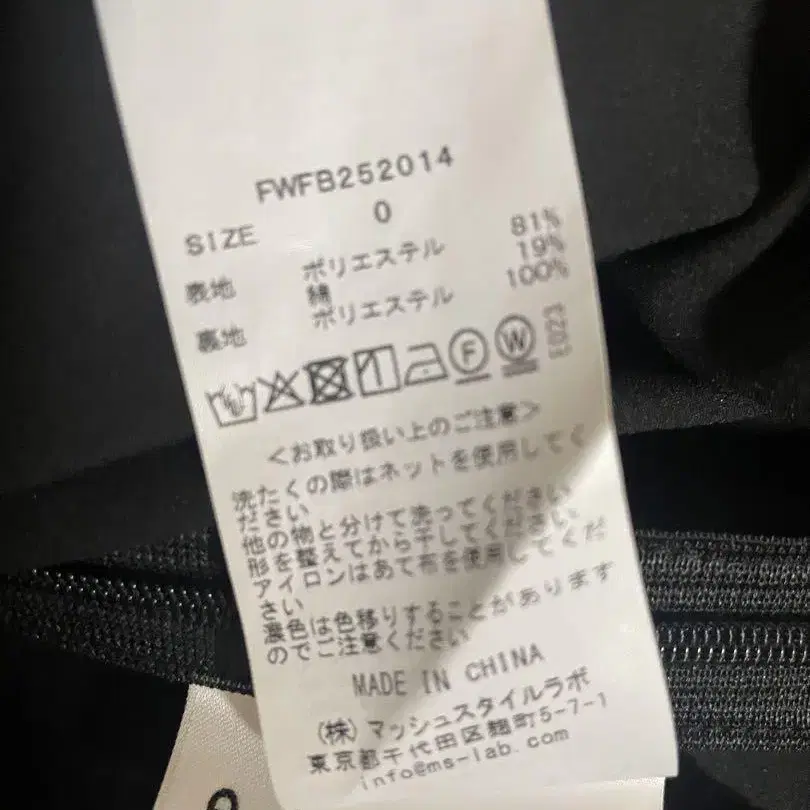 FWFB252014
SIZE 0
表地 ポリエステル 81%
綿 19%
裏地 ポリエステル 100%
F W E203
<お取り扱い上のご注意>
洗たくの際はネットを使用してく
ださい
他の物と分けて洗ってください
形を整えてから干してください。
アイロンはあて布を使用してくだ
さい
濃色は色移りすることがあります
のでご注意ください
MADE IN CHINA
(株)マッシュスタイルラボ
東京都千代田区麹町5-7-1
info@ms-lab.com